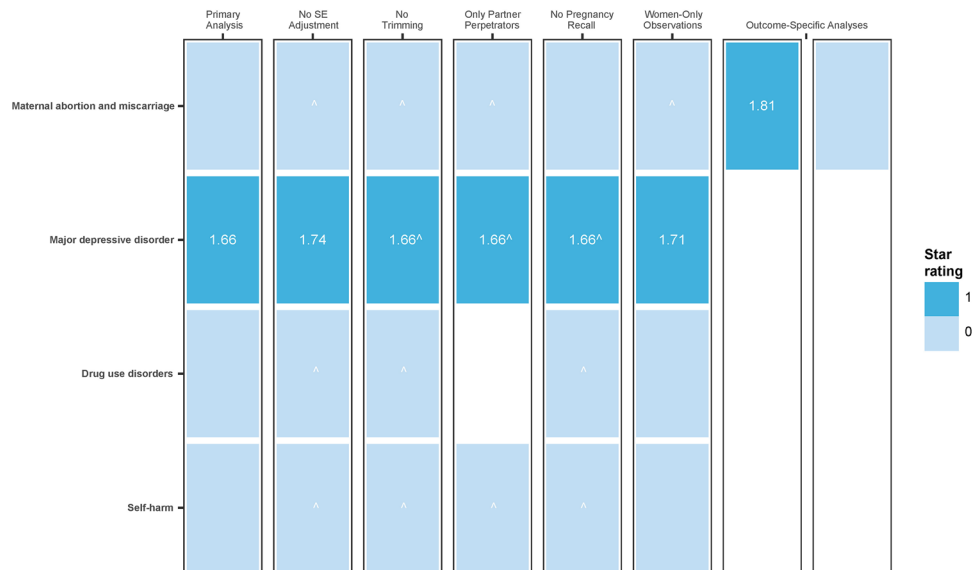 Primary
Analysis
No SE
Adjustment
No
Trimming
Only Partner
Perpetrators
No Pregnancy
Recall
Women-Only
Observations
Outcome-Specific Analyses
Maternal abortion and miscarriage
^ ^ ^ ^ 1.81
Major depressive disorder
1.66 1.74 1.66^ 1.66^ 1.66^ 1.71
Drug use disorders
^ ^ ^
Self-harm
^ ^ ^ ^
Star
rating
1
0